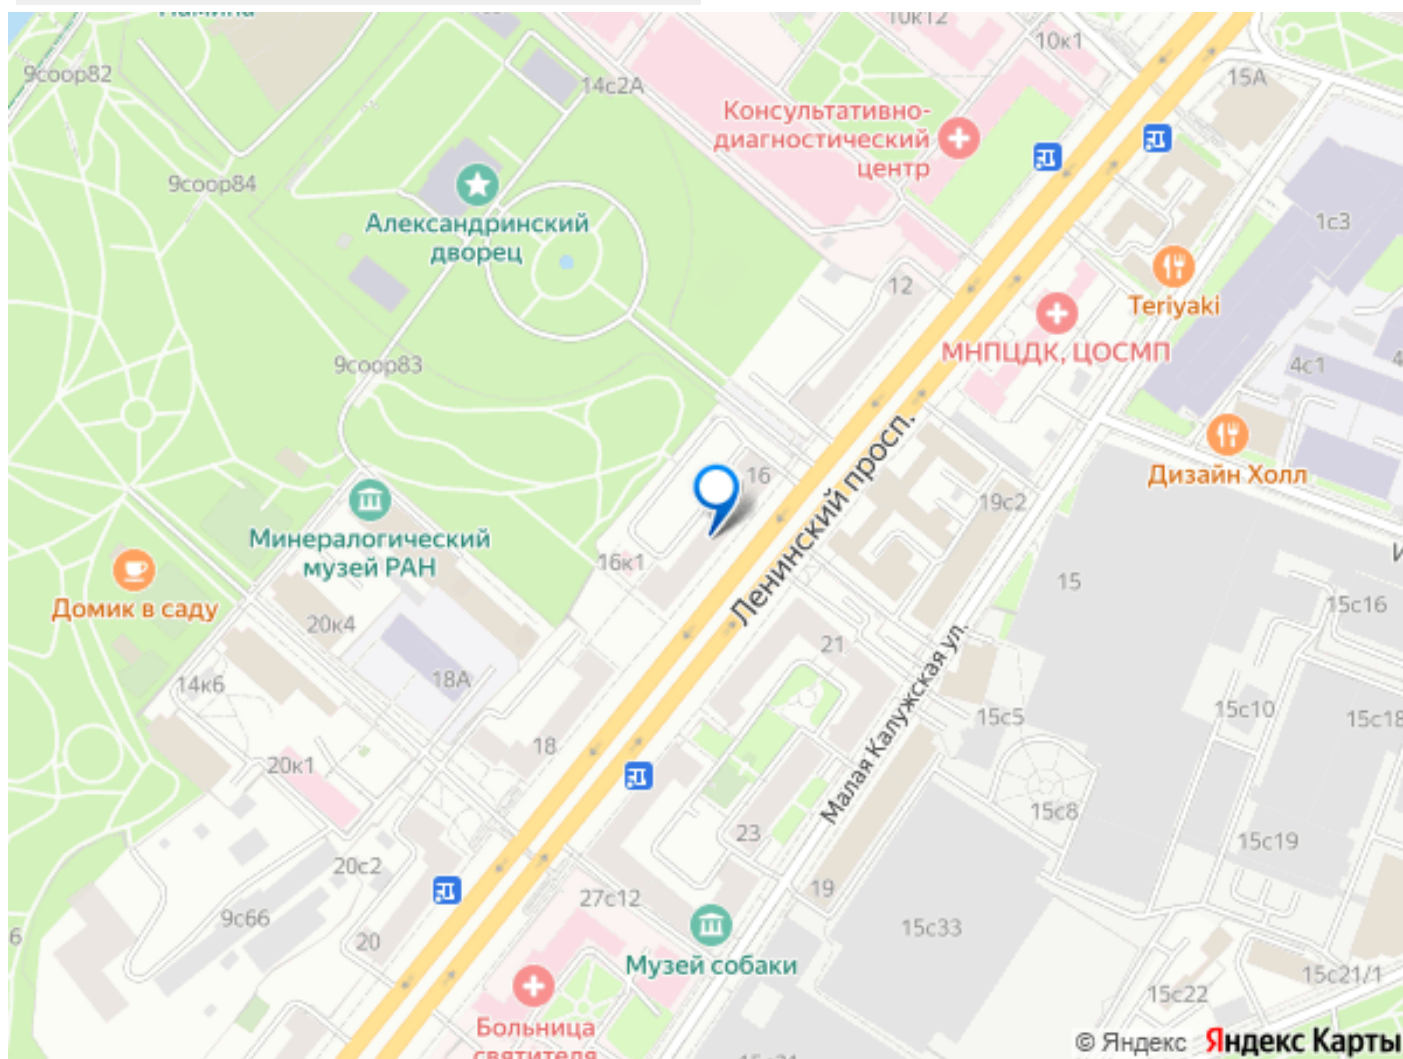 10к12
10к1
9соор82
14с2А
15А
Консультативно-
диагностический
центр
9соор84
Александринский
дворец
1с3
12
Teriyaki
МНПЦДК, ЦОСМП
9соор83
4с1
Ленинский просп.
16
Дизайн Холл
19с2
Минералогический
музей РАН
16к1
15
Домик в саду
20к4
15с16
21
18А
14к6
Малая Калужская ул.
15с5
15с10
15с18
18
20к1
15с8
23
15с19
20с2
19
27с12
9с66
20
15с33
Музей собаки
15с21/1
15с22
Больница
святителя
© Яндекс Яндекс Карты